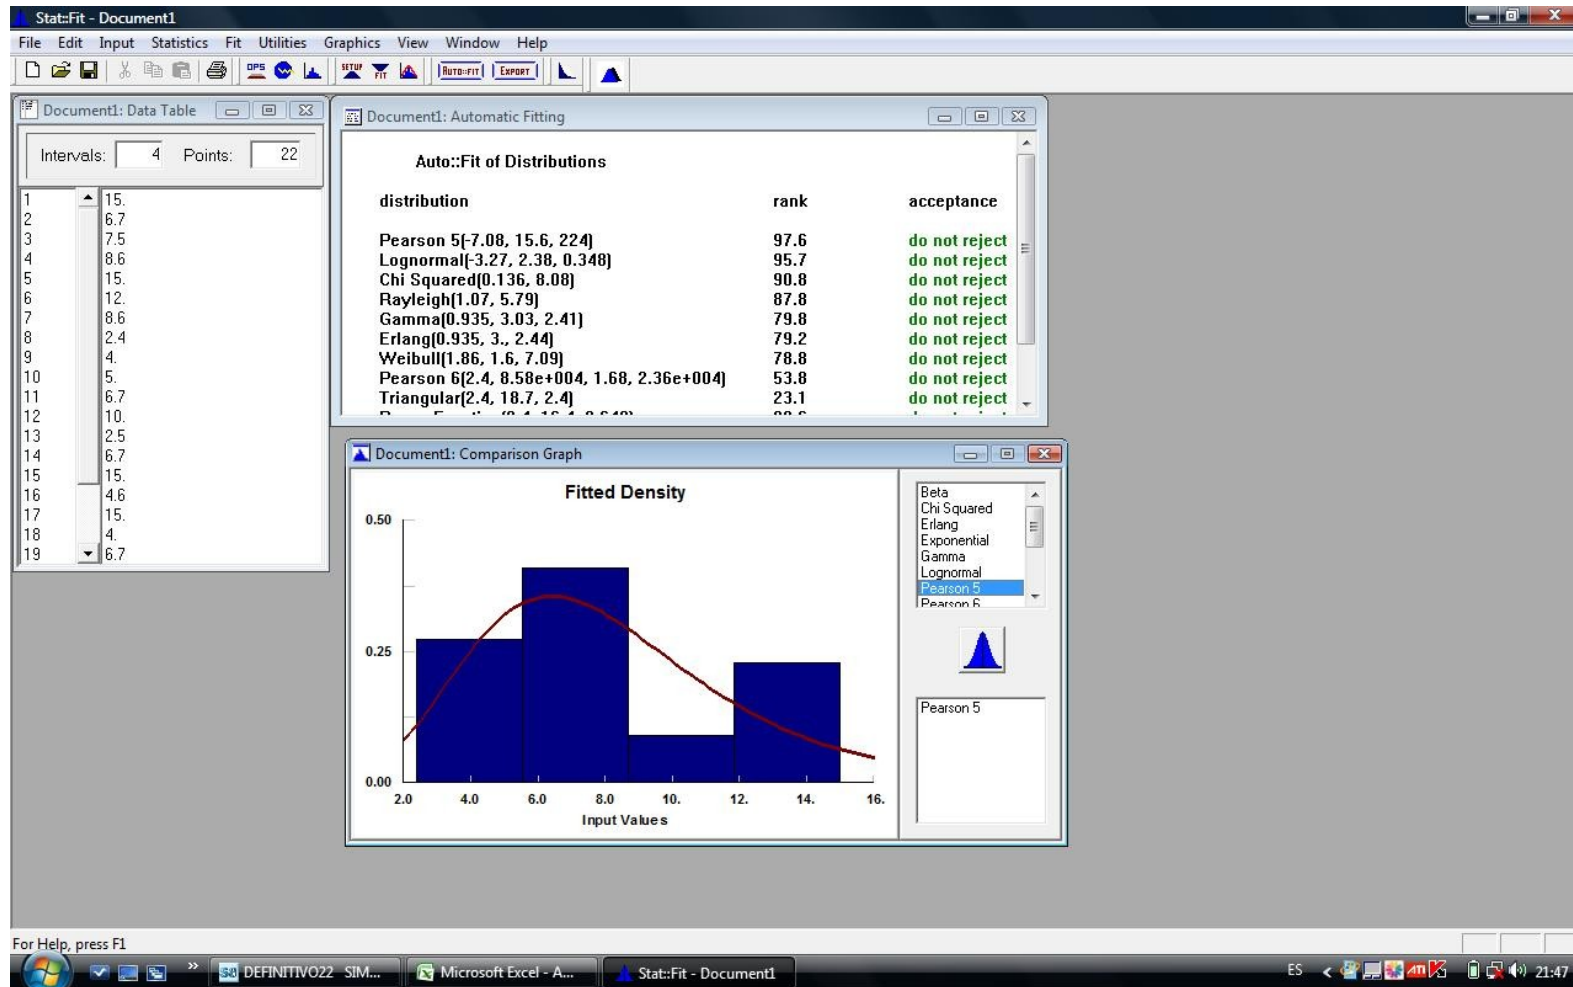 Stat::Fit - Document1
File Edit Input Statistics Fit Utilities Graphics View Window Help
OPS SETUP FIT AUTO::FIT EXPORT
Document1: Data Table
Intervals: 4 Points: 22
1 15.
2 6.7
3 7.5
4 8.6
5 15.
6 12.
7 8.6
8 2.4
9 4.
10 5.
11 6.7
12 10.
13 2.5
14 6.7
15 15.
16 4.6
17 15.
18 4.
19 6.7
Document1: Automatic Fitting
Auto::Fit of Distributions
distribution rank acceptance
Pearson 5(-7.08, 15.6, 224) 97.6 do not reject
Lognormal(-3.27, 2.38, 0.348) 95.7 do not reject
Chi Squared(0.136, 8.08) 90.8 do not reject
Rayleigh(1.07, 5.79) 87.8 do not reject
Gamma(0.935, 3.03, 2.41) 79.8 do not reject
Erlang(0.935, 3., 2.44) 79.2 do not reject
Weibull(1.86, 1.6, 7.09) 78.8 do not reject
Pearson 6(2.4, 8.58e+004, 1.68, 2.36e+004) 53.8 do not reject
Triangular(2.4, 18.7, 2.4) 23.1 do not reject
Document1: Comparison Graph
Fitted Density
0.50
0.25
0.00
2.0 4.0 6.0 8.0 10. 12. 14. 16.
Input Values
Beta
Chi Squared
Erlang
Exponential
Gamma
Lognormal
Pearson 5
Pearson 6
Pearson 5
For Help, press F1
DEFINITIVO22 SIM... Microsoft Excel - A... Stat::Fit - Document1 ES ATI 21:47